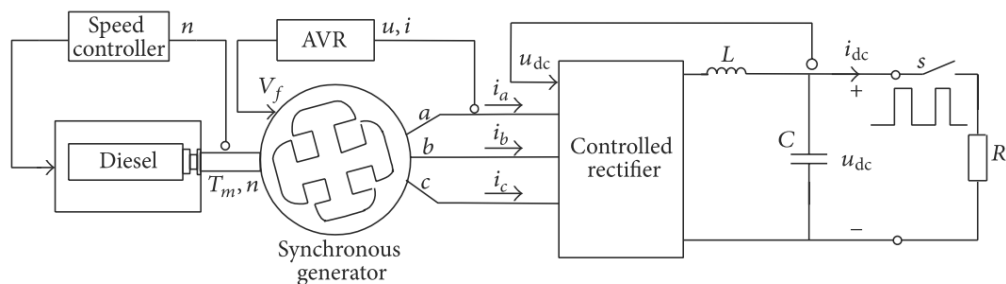 Speed
controller
n
AVR
u, i
V_f
Diesel
T_m, n
Synchronous
generator
a
b
c
i_a
i_b
i_c
u_dc
Controlled
rectifier
L
C
i_dc
+
u_dc
−
s
R